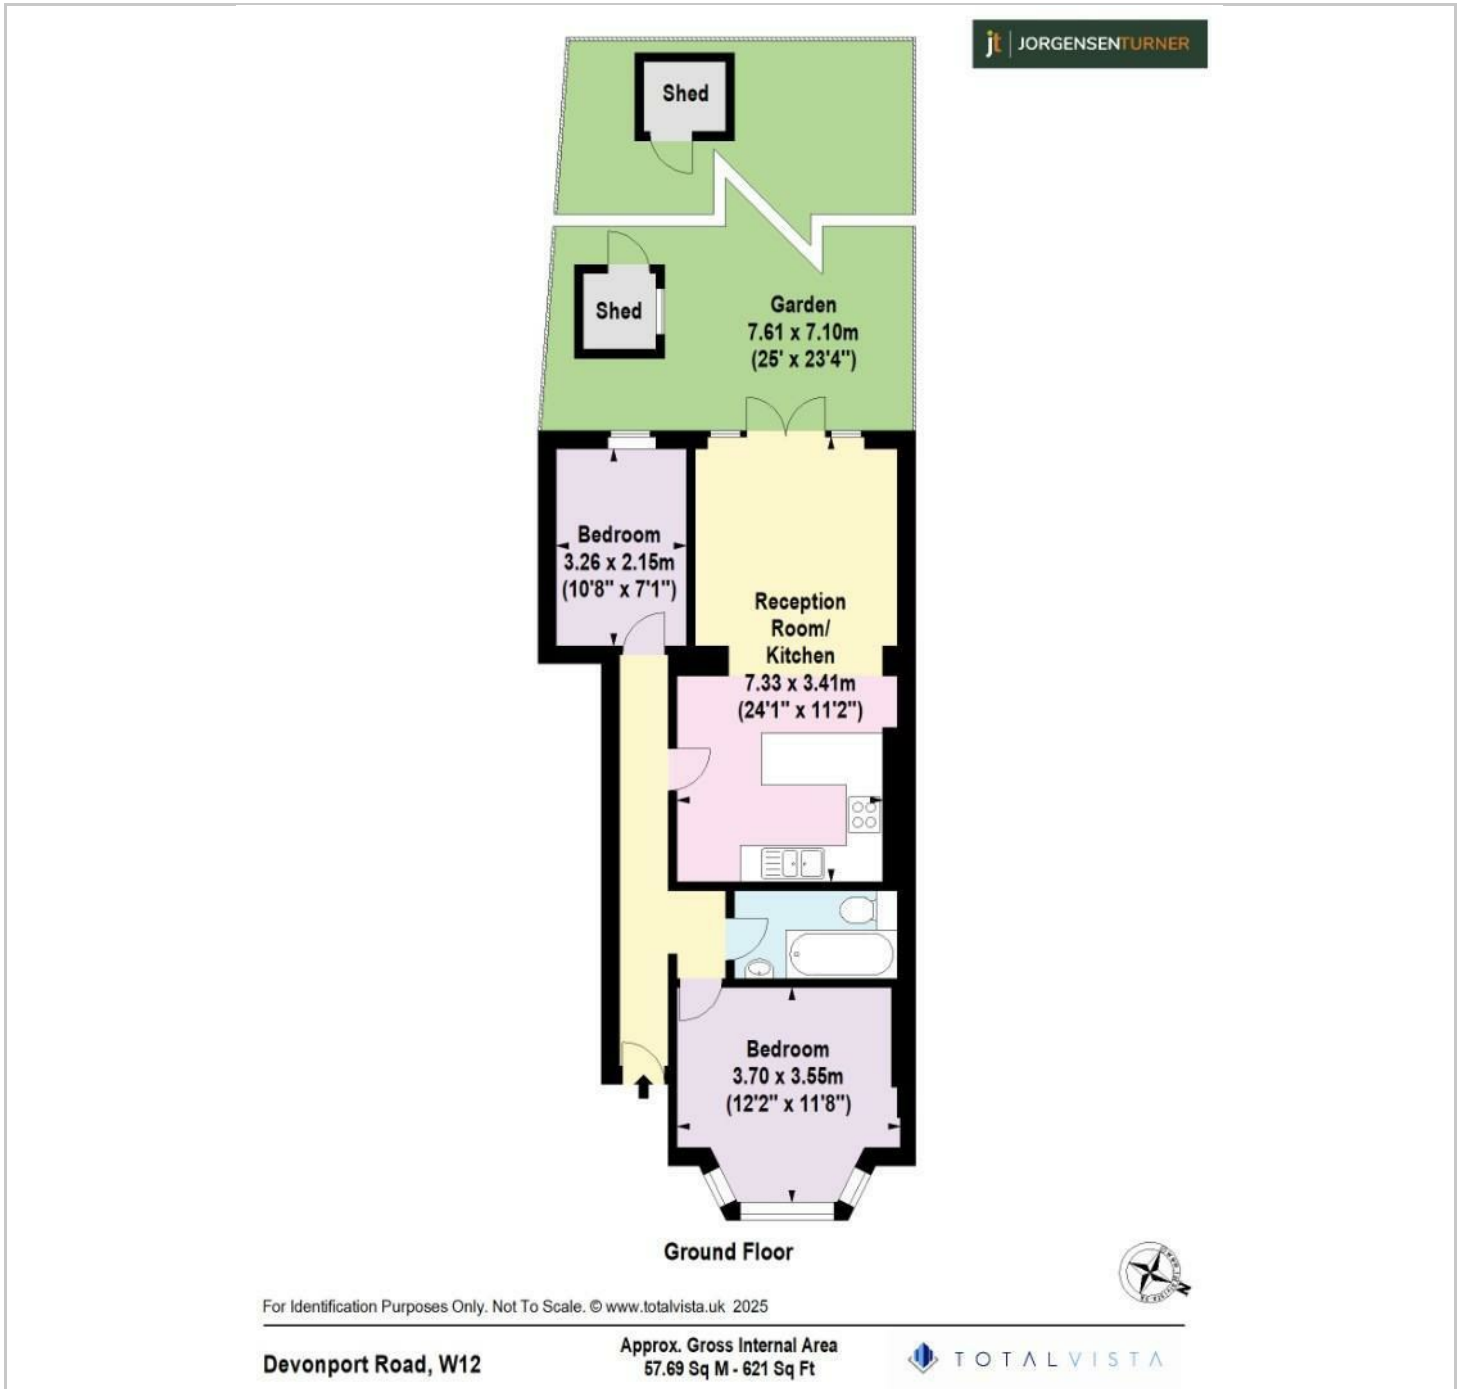 jt JORGENSENTURNER
Shed
Shed
Garden
7.61 x 7.10m
(25' x 23'4")
Bedroom
3.26 x 2.15m
(10'8" x 7'1")
Reception
Room/
Kitchen
7.33 x 3.41m
(24'1" x 11'2")
Bedroom
3.70 x 3.55m
(12'2" x 11'8")
Ground Floor
N
For Identification Purposes Only. Not To Scale. © www.totalvista.uk 2025
Devonport Road, W12
Approx. Gross Internal Area
57.69 Sq M - 621 Sq Ft
TOTALVISTA